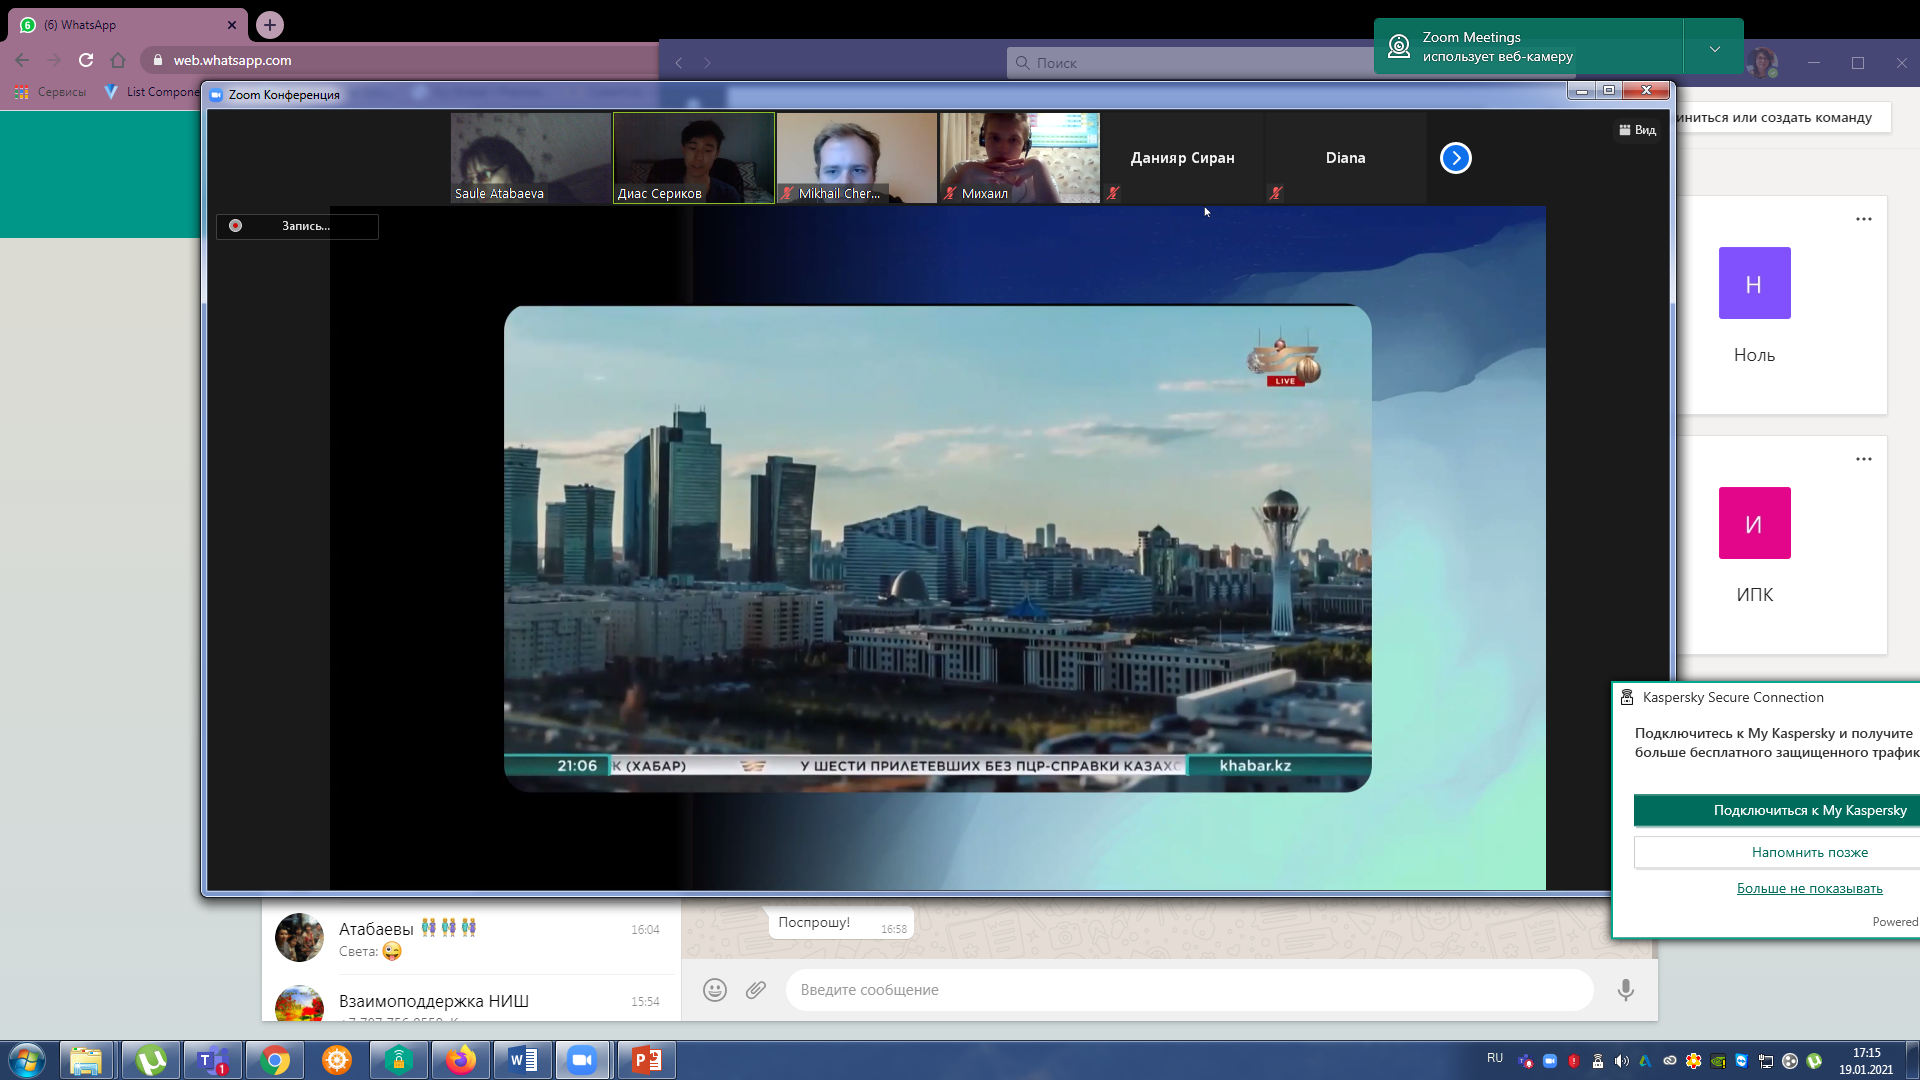 (6) WhatsApp
web.whatsapp.com
Сервисы
List Compone
Поиск
Zoom Meetings
использует веб-камеру
Zoom Конференция
иниться или создать команду
Вид
Saule Atabaeva
Диас Сериков
Mikhail Cher...
Михаил
Данияр Сиран
Diana
Запись...
LIVE
21:06
К (ХАБАР)
У ШЕСТИ ПРИЛЕТЕВШИХ БЕЗ ПЦР-СПРАВКИ КАЗАХС
khabar.kz
Н
Ноль
И
ИПК
Kaspersky Secure Connection
Подключитесь к My Kaspersky и получите
больше бесплатного защищенного трафик
Подключиться к My Kaspersky
Напомнить позже
Больше не показывать
Powered
Атабаевы
16:04
Света:
Взаимоподдержка НИШ
15:54
Поспрошу!
16:58
Введите сообщение
1
RU
17:15
19.01.2021